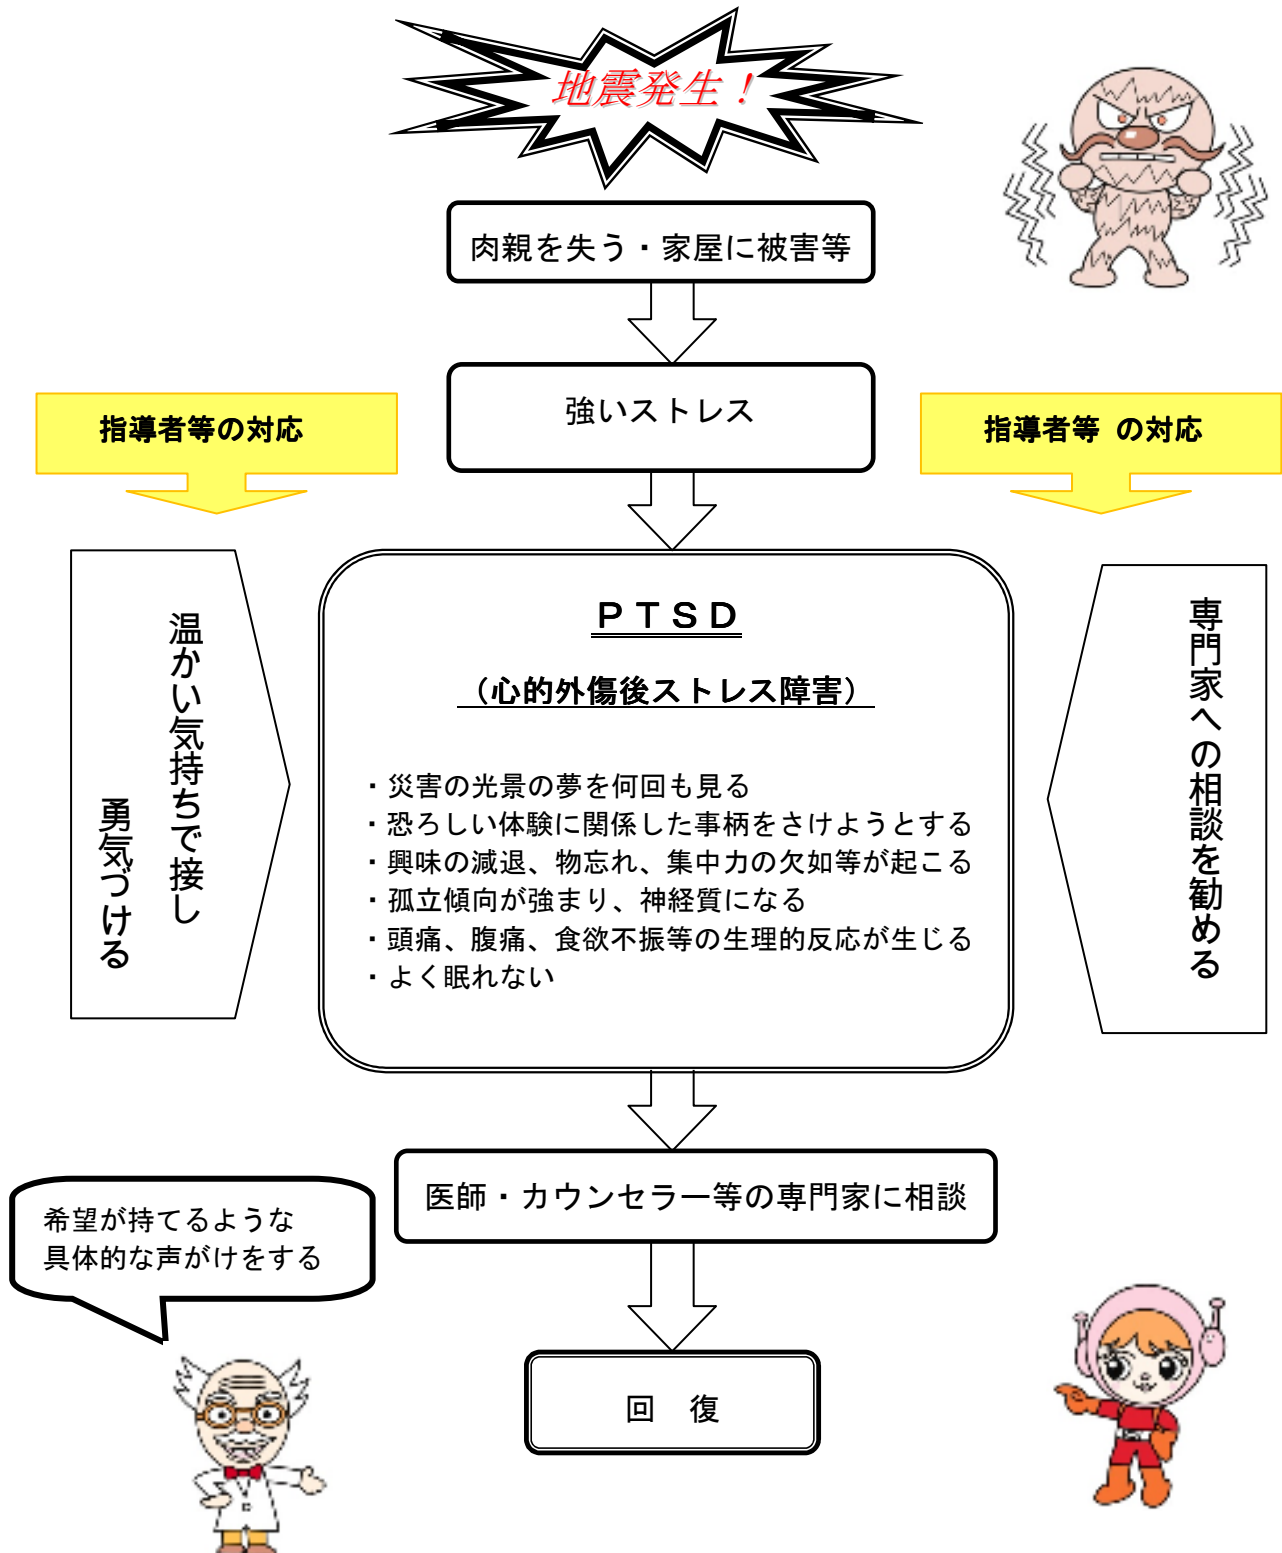 地震発生！
肉親を失う・家屋に被害等
強いストレス
指導者等の対応
指導者等 の対応
温かい気持ちで接し
勇気づける
ＰＴＳＤ
（心的外傷後ストレス障害）
・災害の光景の夢を何回も見る
・恐ろしい体験に関係した事柄をさけようとする
・興味の減退、物忘れ、集中力の欠如等が起こる
・孤立傾向が強まり、神経質になる
・頭痛、腹痛、食欲不振等の生理的反応が生じる
・よく眠れない
専門家への相談を勧める
医師・カウンセラー等の専門家に相談
希望が持てるような
具体的な声がけをする
回　復